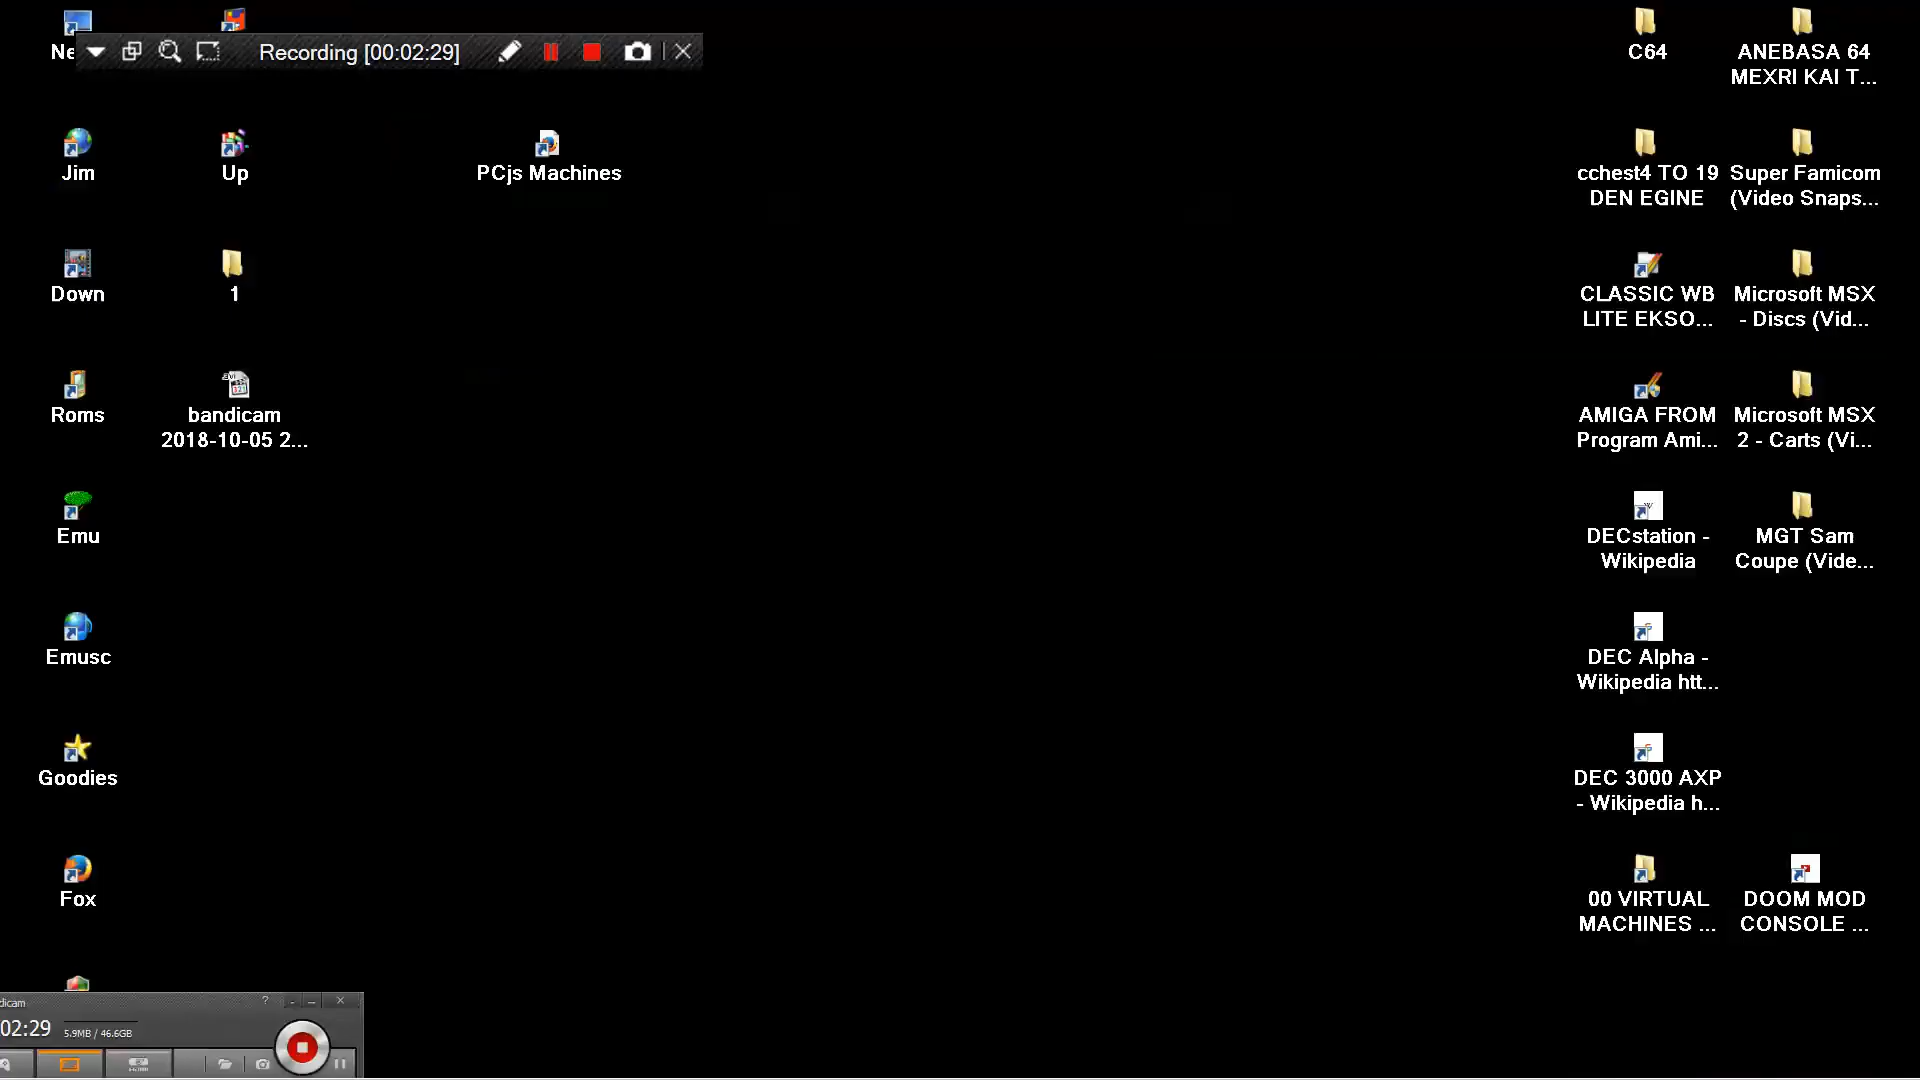 Ne
Recording [00:02:29]
C64
ANEBASA 64
MEXRI KAI T...
Jim
Up
PCjs Machines
cchest4 TO 19
DEN EGINE
Super Famicom
(Video Snaps...
Down
1
CLASSIC WB
LITE EKSO...
Microsoft MSX
- Discs (Vid...
Roms
bandicam
2018-10-05 2...
AMIGA FROM
Program Ami...
Microsoft MSX
2 - Carts (Vi...
Emu
DECstation -
Wikipedia
MGT Sam
Coupe (Vide...
Emusc
DEC Alpha -
Wikipedia htt...
Goodies
DEC 3000 AXP
- Wikipedia h...
Fox
00 VIRTUAL
MACHINES ...
DOOM MOD
CONSOLE ...
dicam
02:29
5.9MB / 46.6GB